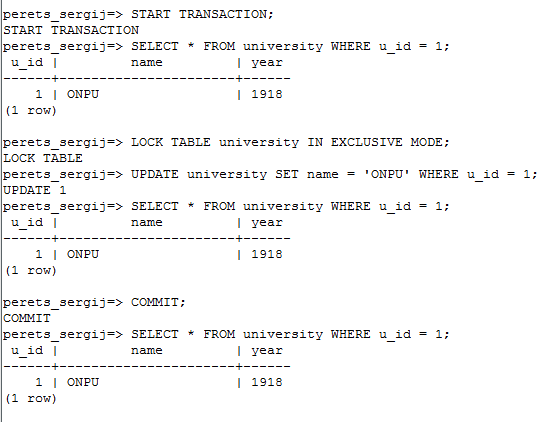 perets_sergij=> START TRANSACTION;
START TRANSACTION
perets_sergij=> SELECT * FROM university WHERE u_id = 1;
 u_id |         name          | year
------+-----------------------+------
    1 | ONPU                  | 1918
(1 row)
perets_sergij=> LOCK TABLE university IN EXCLUSIVE MODE;
LOCK TABLE
perets_sergij=> UPDATE university SET name = 'ONPU' WHERE u_id = 1;
UPDATE 1
perets_sergij=> SELECT * FROM university WHERE u_id = 1;
 u_id |         name          | year
------+-----------------------+------
    1 | ONPU                  | 1918
(1 row)
perets_sergij=> COMMIT;
COMMIT
perets_sergij=> SELECT * FROM university WHERE u_id = 1;
 u_id |         name          | year
------+-----------------------+------
    1 | ONPU                  | 1918
(1 row)